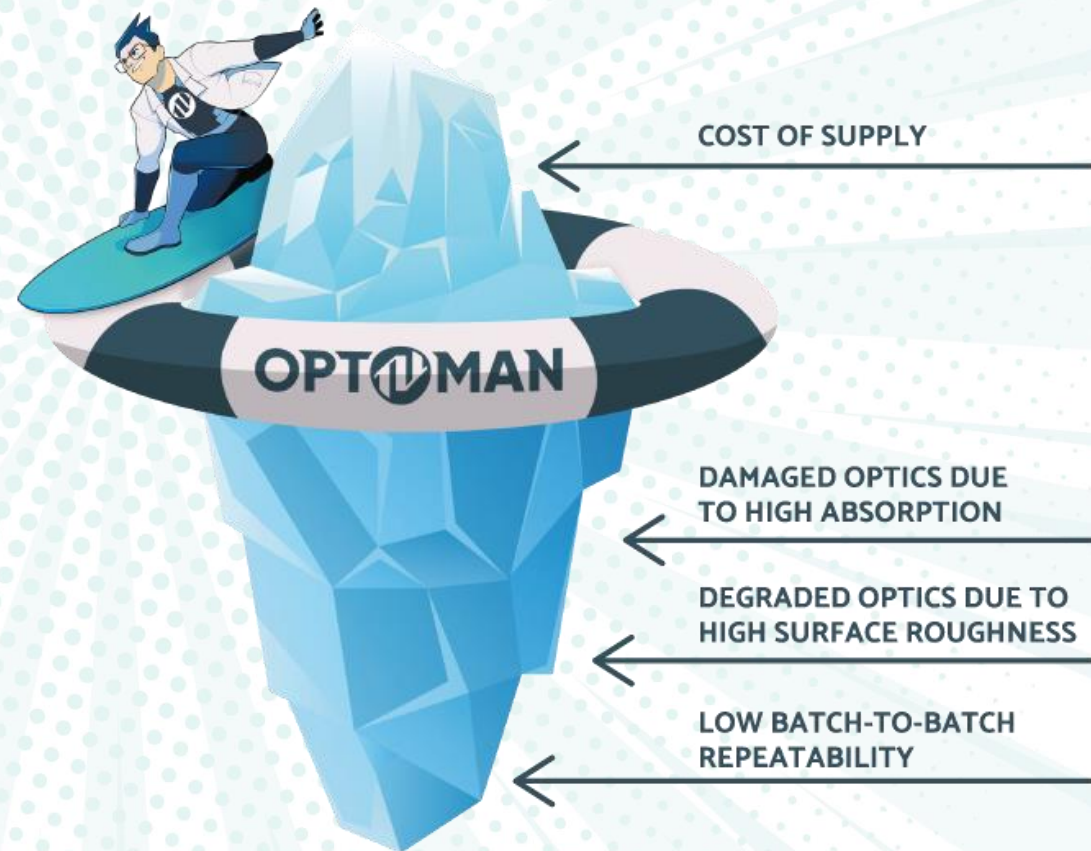 COST OF SUPPLY
OPTOMAN
DAMAGED OPTICS DUE
TO HIGH ABSORPTION
DEGRADED OPTICS DUE TO
HIGH SURFACE ROUGHNESS
LOW BATCH-TO-BATCH
REPEATABILITY